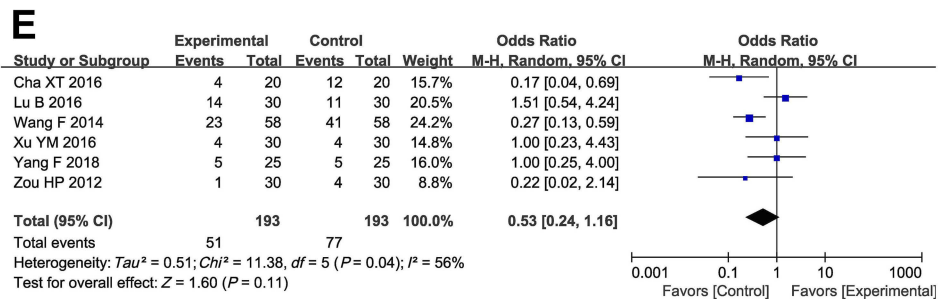 E
Experimental Control Odds Ratio Odds Ratio
Study or Subgroup Events Total Events Total Weight M-H, Random, 95% CI M-H, Random, 95% CI
Cha XT 2016 4 20 12 20 15.7% 0.17 [0.04, 0.69]
Lu B 2016 14 30 11 30 20.5% 1.51 [0.54, 4.24]
Wang F 2014 23 58 41 58 24.2% 0.27 [0.13, 0.59]
Xu YM 2016 4 30 4 30 14.8% 1.00 [0.23, 4.43]
Yang F 2018 5 25 5 25 16.0% 1.00 [0.25, 4.00]
Zou HP 2012 1 30 4 30 8.8% 0.22 [0.02, 2.14]
Total (95% CI) 193 193 100.0% 0.53 [0.24, 1.16]
Total events 51 77
Heterogeneity: Tau² = 0.51; Chi² = 11.38, df = 5 (P = 0.04); I² = 56%
Test for overall effect: Z = 1.60 (P = 0.11)
0.001 0.1 1 10 1000
Favors [Control] Favors [Experimental]